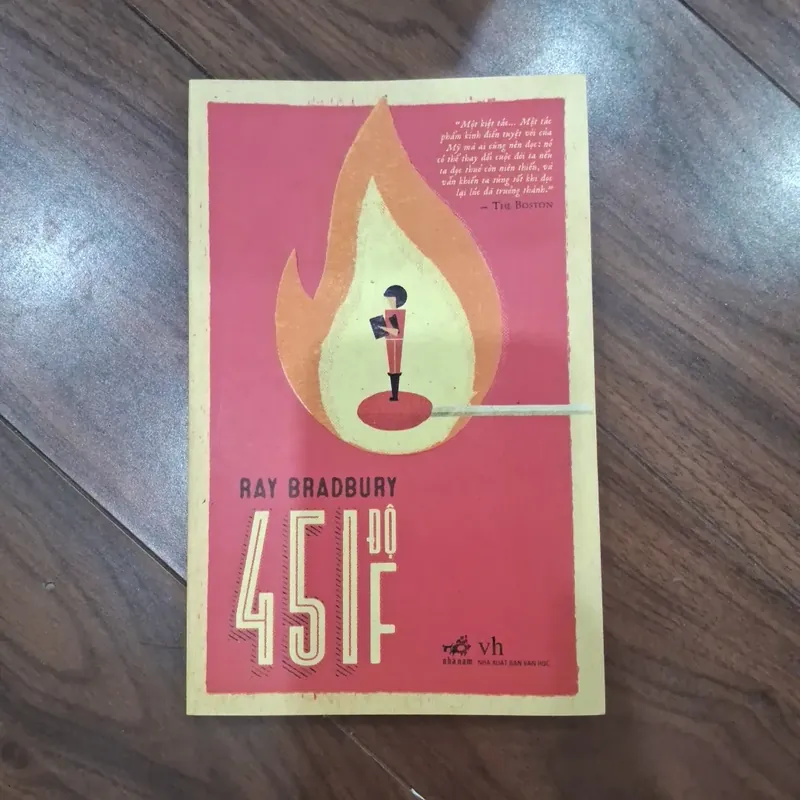 "Một kiệt tác... Một tác
phẩm kinh điển tuyệt vời của
Mỹ mà ai cũng nên đọc: nó
có thể thay đổi cuộc đời ta nếu
ta đọc thuở còn niên thiếu, và
vẫn khiến ta sửng sốt khi đọc
lại lúc đã trưởng thành."
— The Boston
RAY BRADBURY
451 ĐỘ F
nhã nam
vh
NHÀ XUẤT BẢN VĂN HỌC